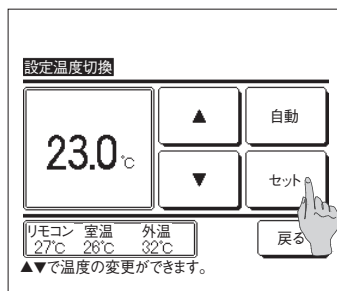 設定温度切換
▲
自動
23.0℃
▼
セット
リモコン 室温 外温
27℃ 26℃ 32℃
戻る
▲▼で温度の変更ができます。